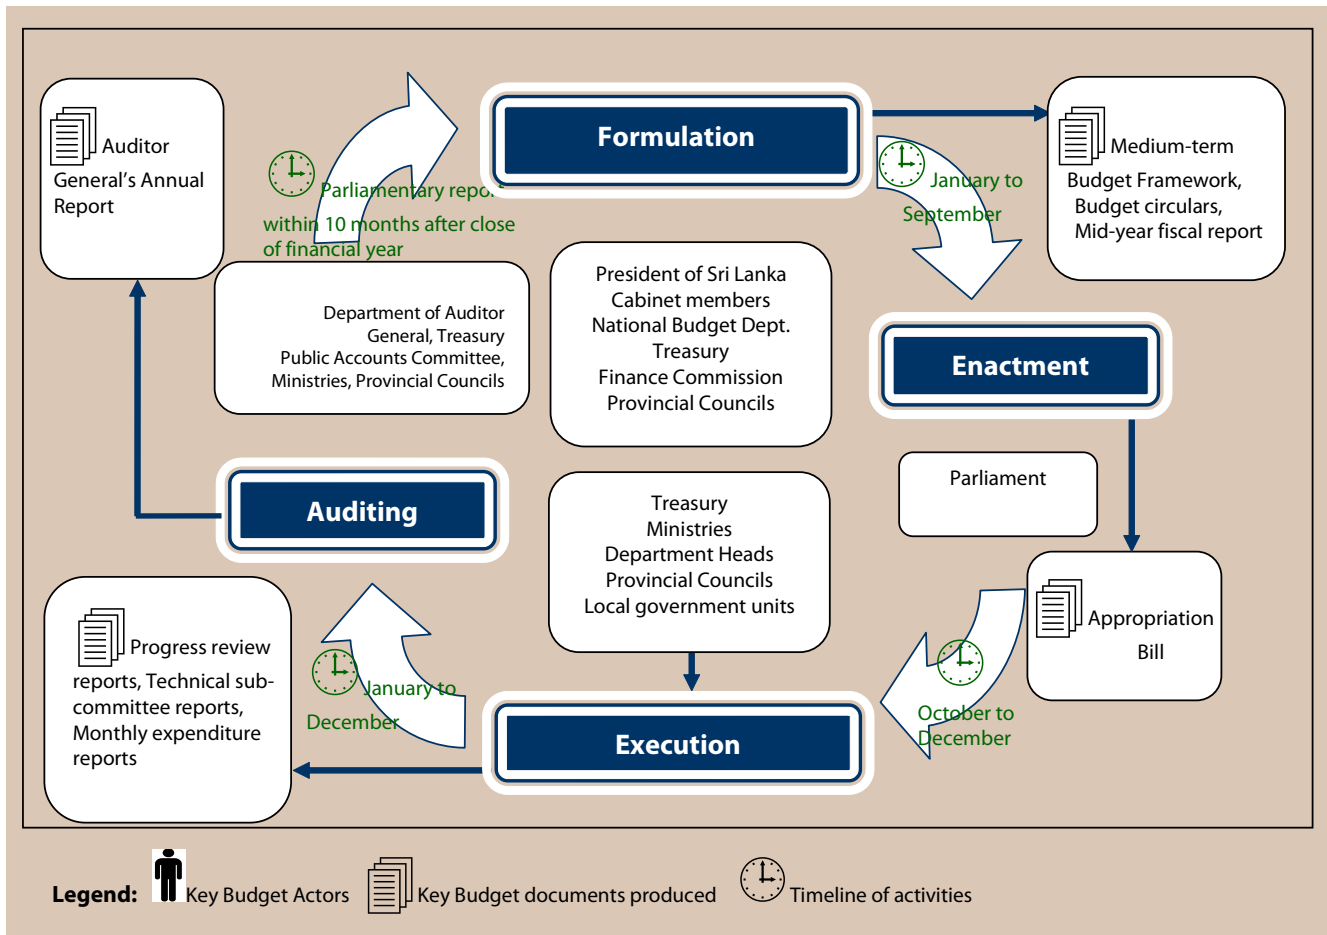 Formulation
Auditor
General’s Annual
Report
Parliamentary repor
within 10 months after close
of financial year
January to
September
Medium-term
Budget Framework,
Budget circulars,
Mid-year fiscal report
Department of Auditor
General, Treasury
Public Accounts Committee,
Ministries, Provincial Councils
President of Sri Lanka
Cabinet members
National Budget Dept.
Treasury
Finance Commission
Provincial Councils
Enactment
Parliament
Auditing
Treasury
Ministries
Department Heads
Provincial Councils
Local government units
Appropriation
Bill
Progress review
reports, Technical sub-
committee reports,
Monthly expenditure
reports
January to
December
Execution
October to
December
Legend: Key Budget Actors Key Budget documents produced Timeline of activities